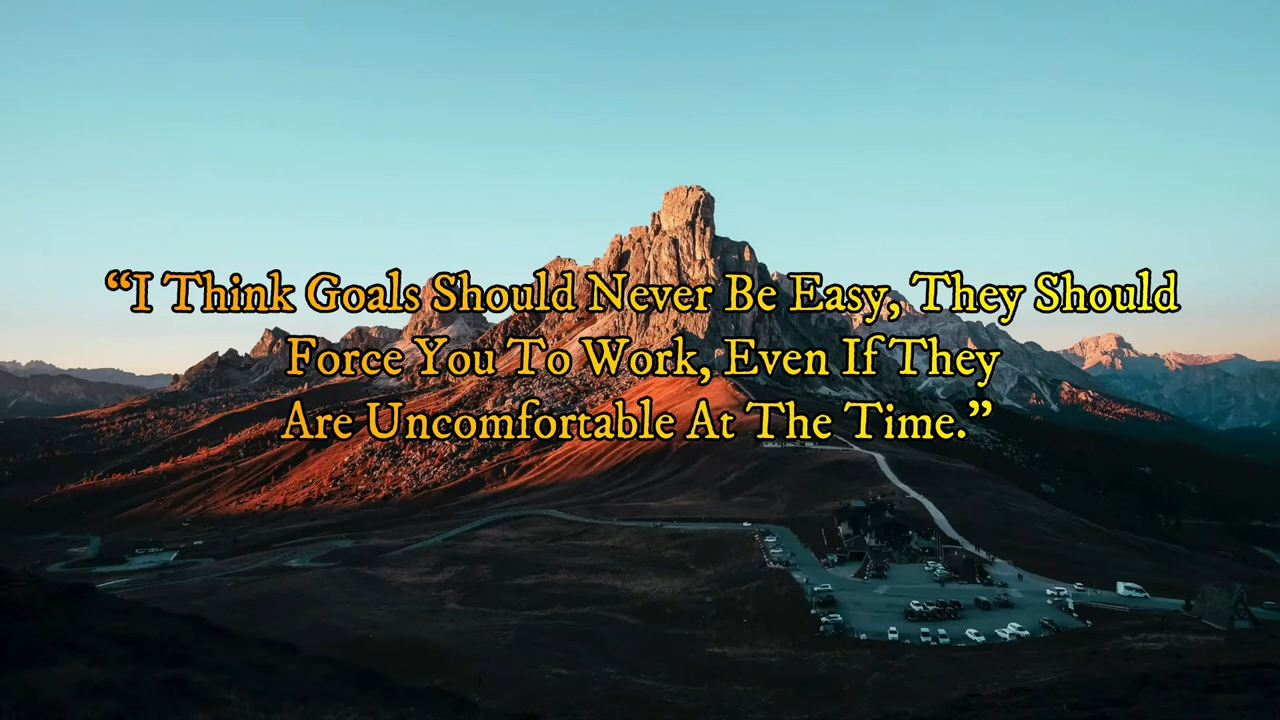 “I Think Goals Should Never Be Easy, They Should
Force You To Work, Even If They
Are Uncomfortable At The Time.”